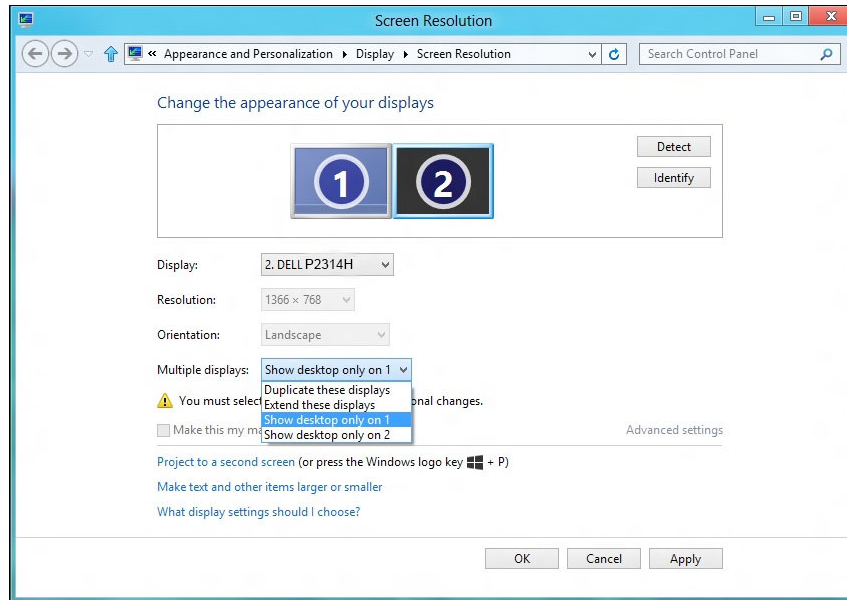 Screen Resolution
« Appearance and Personalization ▸ Display ▸ Screen Resolution
Search Control Panel
Change the appearance of your displays
1 2
Detect
Identify
Display: 2. DELL P2314H
Resolution: 1366 × 768
Orientation: Landscape
Multiple displays: Show desktop only on 1
Duplicate these displays
You must select onal changes.
Extend these displays
Show desktop only on 1
Make this my ma Advanced settings
Show desktop only on 2
Project to a second screen (or press the Windows logo key + P)
Make text and other items larger or smaller
What display settings should I choose?
OK Cancel Apply